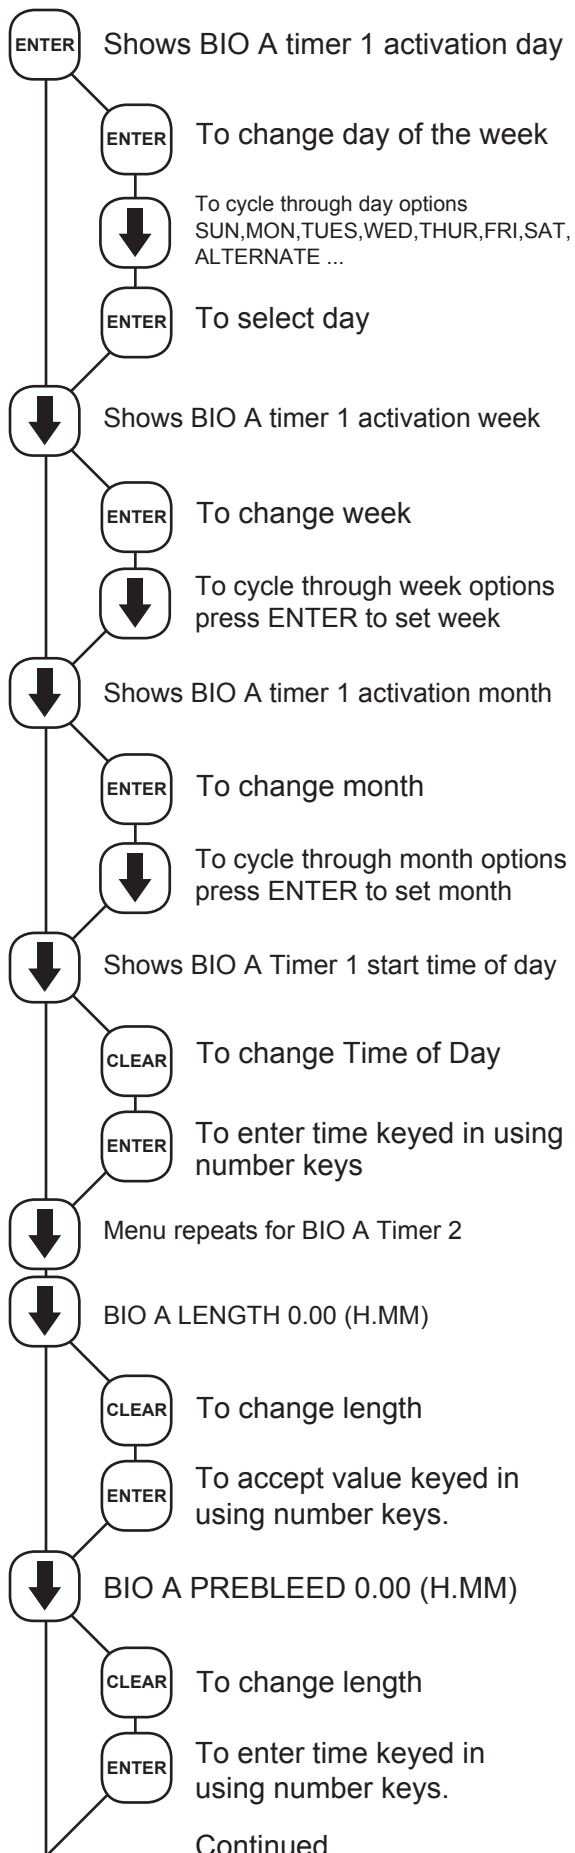 ENTER Shows BIO A timer 1 activation day
ENTER To change day of the week
To cycle through day options
SUN,MON,TUES,WED,THUR,FRI,SAT,
ALTERNATE ...
ENTER To select day
Shows BIO A timer 1 activation week
ENTER To change week
To cycle through week options
press ENTER to set week
Shows BIO A timer 1 activation month
ENTER To change month
To cycle through month options
press ENTER to set month
Shows BIO A Timer 1 start time of day
CLEAR To change Time of Day
ENTER To enter time keyed in using
number keys
Menu repeats for BIO A Timer 2
BIO A LENGTH 0.00 (H.MM)
CLEAR To change length
ENTER To accept value keyed in
using number keys.
BIO A PREBLEED 0.00 (H.MM)
CLEAR To change length
ENTER To enter time keyed in
using number keys.
Continued